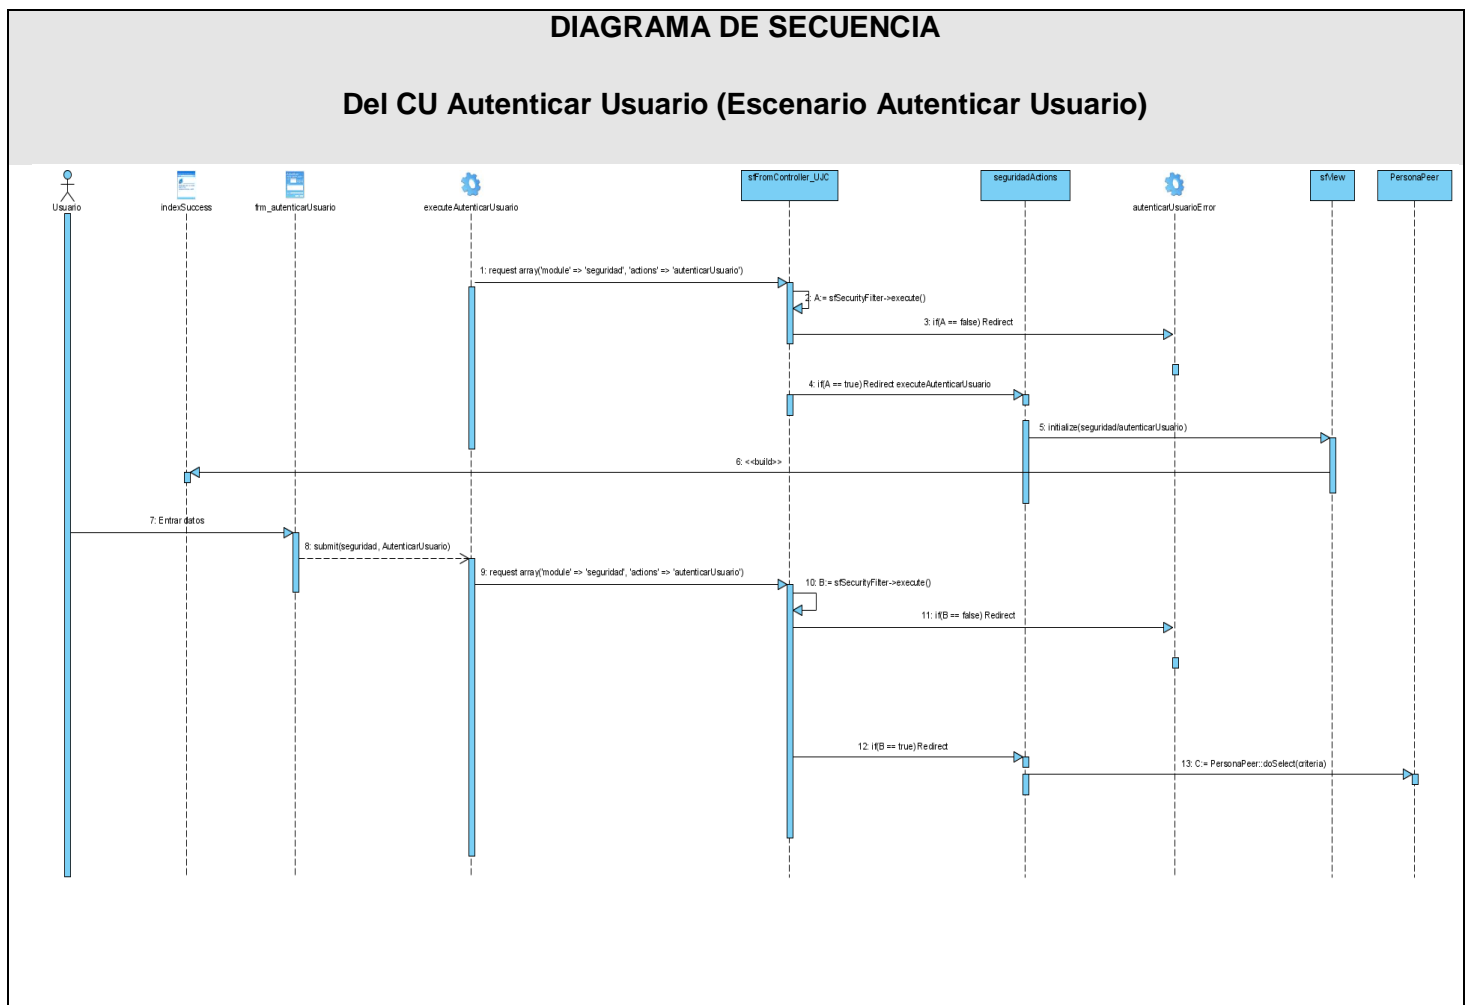 DIAGRAMA DE SECUENCIA
Del CU Autenticar Usuario (Escenario Autenticar Usuario)
Usuario
indexSuccess
frm_autenticarUsuario
executeAutenticarUsuario
sfFromController_UJC
seguridadActions
autenticarUsuarioError
sfView
PersonaPeer
1: request array('module' => 'seguridad', 'actions' => 'autenticarUsuario')
2: A:= sfSecurityFilter->execute()
3: if(A == false) Redirect
4: if(A == true) Redirect executeAutenticarUsuario
5: initialize(seguridad/autenticarUsuario)
6: <<build>>
7: Entrar datos
8: submit(seguridad, AutenticarUsuario)
9: request array('module' => 'seguridad', 'actions' => 'autenticarUsuario')
10: B:= sfSecurityFilter->execute()
11: if(B == false) Redirect
12: if(B == true) Redirect
13: C:= PersonaPeer::doSelect(criteria)